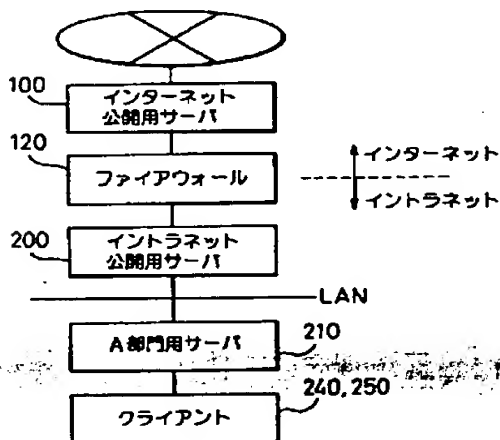 100
インターネット
公開用サーバ
120
ファイアウォール
インターネット
イントラネット
200
イントラネット
公開用サーバ
LAN
A部門用サーバ
210
240,250
クライアント